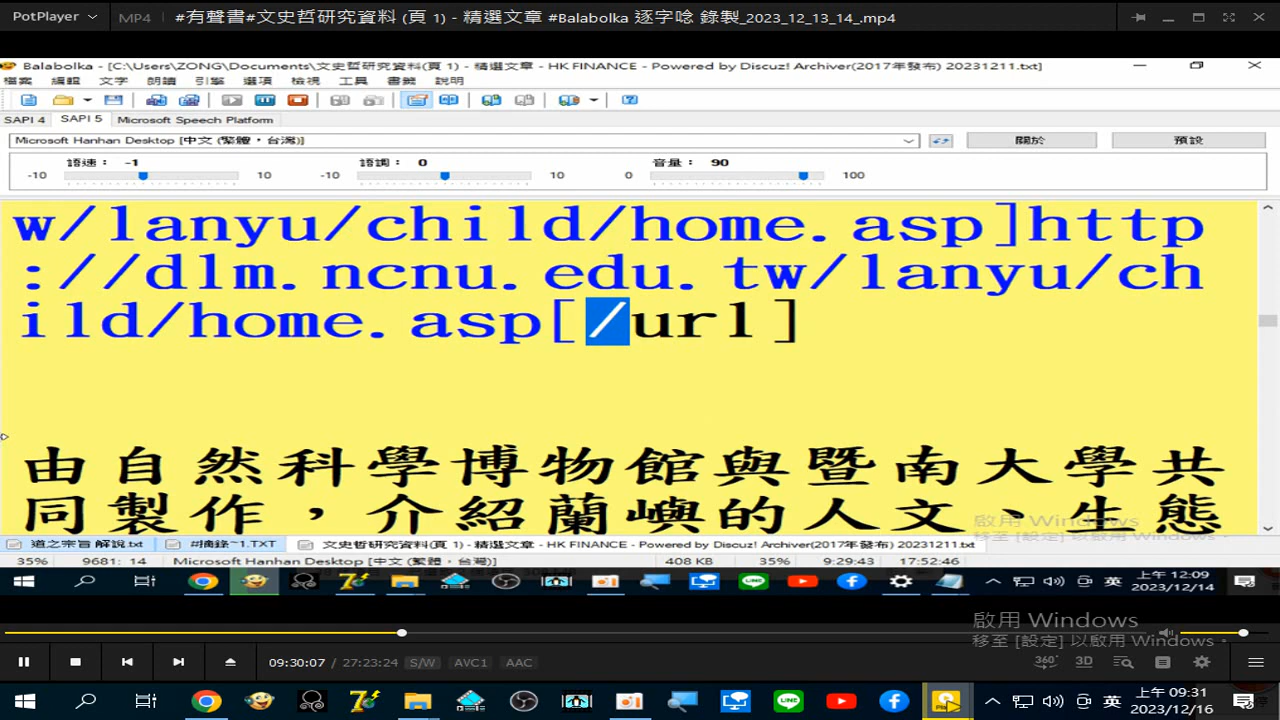 PotPlayer
MP4
#有聲書#文史哲研究資料 (頁 1) - 精選文章 #Balabolka 逐字唸 錄製_2023_12_13_14_.mp4
Balabolka - [C:\Users\ZONG\Documents\文史哲研究資料(頁 1) - 精選文章 - HK FINANCE - Powered by Discuz! Archiver(2017年發布) 20231211.txt]
檔案 編輯 文字 朗讀 引擎 選項 檢視 工具 書籤 說明
SAPI 4 SAPI 5 Microsoft Speech Platform
Microsoft Hanhan Desktop [中文 (繁體，台灣)]
關於 預設
語速： -1 語調： 0 音量： 90
-10 10 -10 10 0 100
w/lanyu/child/home.asp]http
://dlm.ncnu.edu.tw/lanyu/ch
ild/home.asp[/url]
由自然科學博物館與暨南大學共
同製作，介紹蘭嶼的人文、生態
啟用 Windows
移至 [設定] 以啟用 Windows。
道之宗旨 解說.txt #摘錄~1.TXT 文史哲研究資料(頁 1) - 精選文章 - HK FINANCE - Powered by Discuz! Archiver(2017年發布) 20231211.txt
35% 9681: 14 Microsoft Hanhan Desktop [中文 (繁體，台灣)] 408 KB 35% 9:29:43 17:52:46
英 上午 12:09
2023/12/14
啟用 Windows
移至 [設定] 以啟用 Windows。
09:30:07 / 27:23:24 S/W AVC1 AAC
360° 3D
英 上午 09:31
2023/12/16